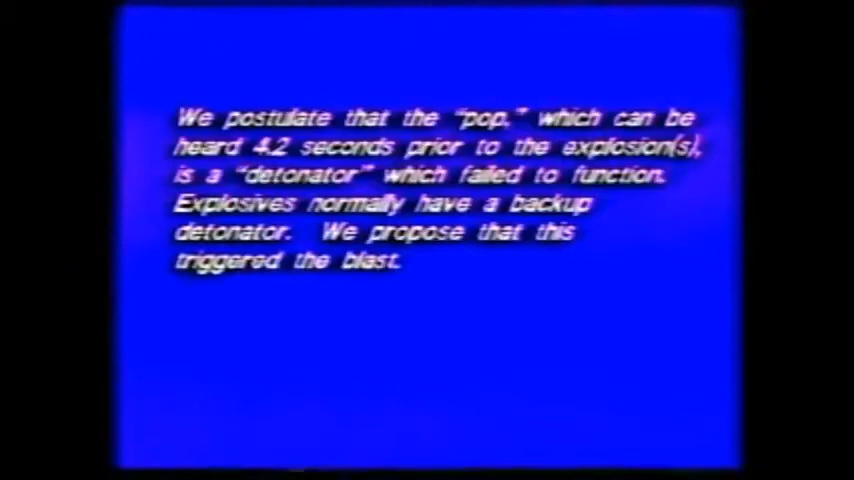 We postulate that the "pop," which can be
heard 4.2 seconds prior to the explosion(s),
is a "detonator" which failed to function.
Explosives normally have a backup
detonator. We propose that this
triggered the blast.